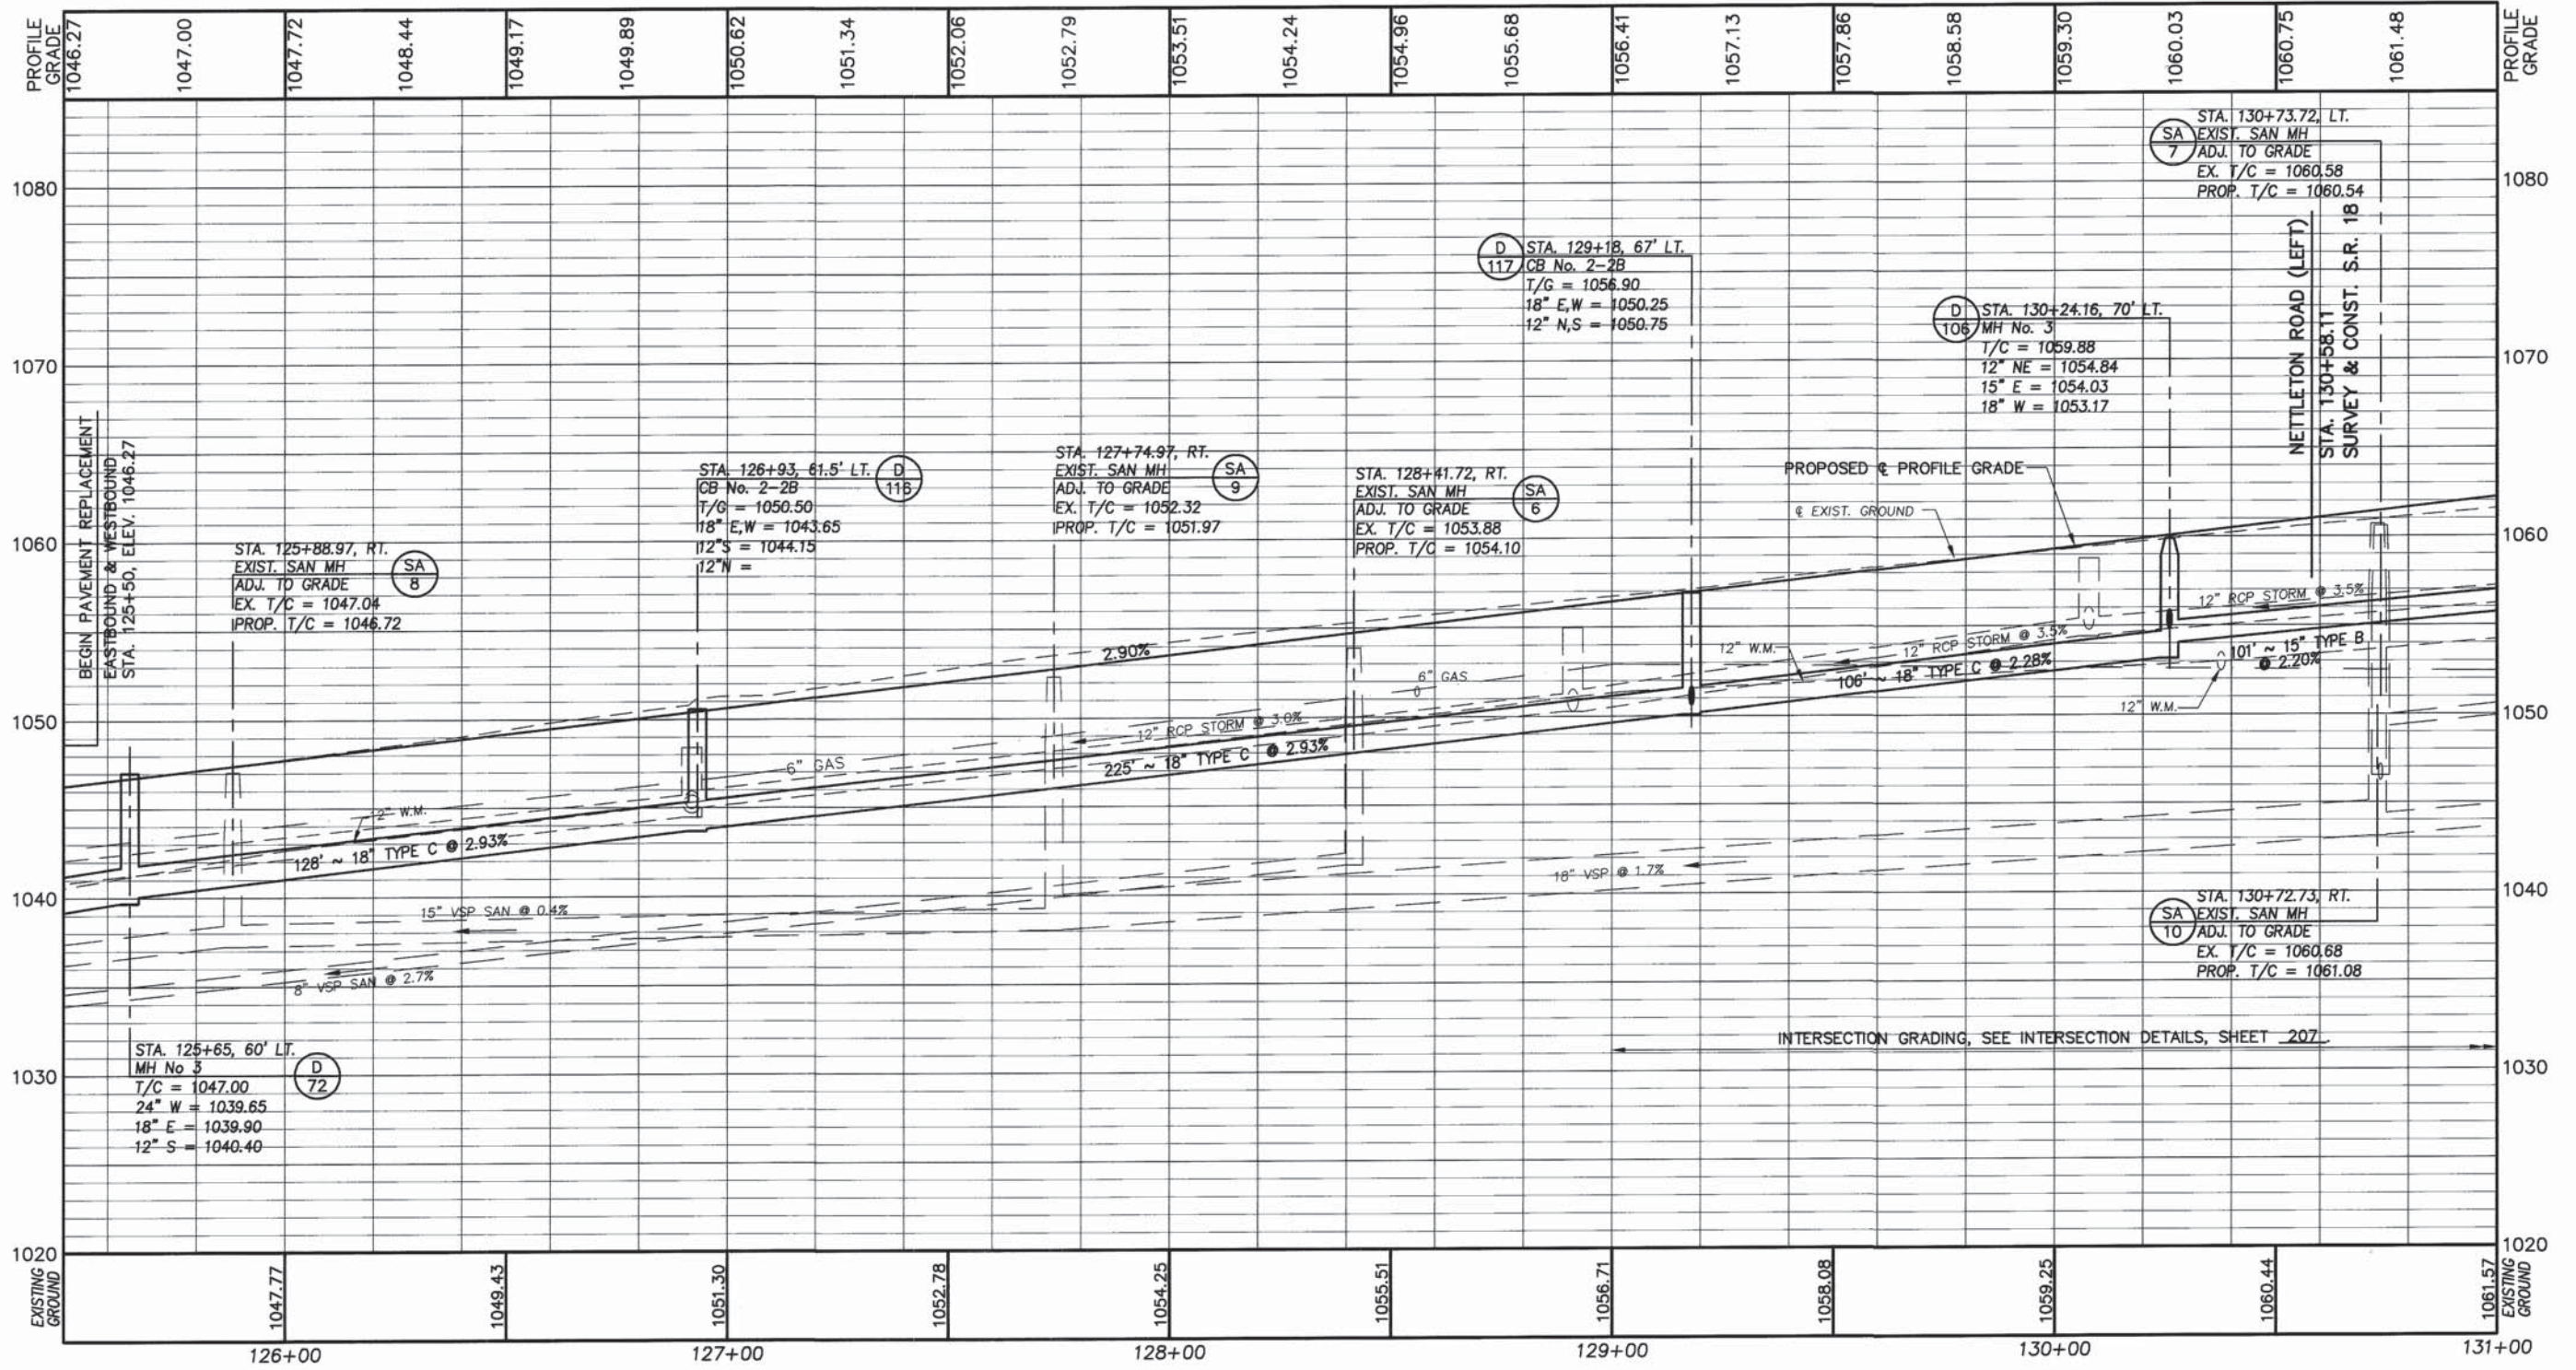 PROFILE GRADE
1046.27
1047.00
1047.72
1048.44
1049.17
1049.89
1050.62
1051.34
1052.06
1052.79
1053.51
1054.24
1054.96
1055.68
1056.41
1057.13
1057.86
1058.58
1059.30
1060.03
1060.75
1061.48
PROFILE GRADE
1080
1070
1060
1050
1040
1030
1020
1080
1070
1060
1050
1040
1030
1020
BEGIN PAVEMENT REPLACEMENT
EASTBOUND & WESTBOUND
STA. 125+50, ELEV. 1046.27
STA. 125+88.97, RT.
EXIST. SAN MH
ADJ. TO GRADE
EX. T/C = 1047.04
PROP. T/C = 1046.72
SA
8
STA. 126+93, 61.5' LT.
CB No. 2-2B
T/G = 1050.50
18" E,W = 1043.65
12"S = 1044.15
12"N =
D
116
STA. 127+74.97, RT.
EXIST. SAN MH
ADJ. TO GRADE
EX. T/C = 1052.32
PROP. T/C = 1051.97
SA
9
STA. 128+41.72, RT.
EXIST. SAN MH
ADJ. TO GRADE
EX. T/C = 1053.88
PROP. T/C = 1054.10
SA
6
D
117
STA. 129+18, 67' LT.
CB No. 2-2B
T/G = 1056.90
18" E,W = 1050.25
12" N,S = 1050.75
D
106
STA. 130+24.16, 70' LT.
MH No. 3
T/C = 1059.88
12" NE = 1054.84
15" E = 1054.03
18" W = 1053.17
SA
7
STA. 130+73.72, LT.
EXIST. SAN MH
ADJ. TO GRADE
EX. T/C = 1060.58
PROP. T/C = 1060.54
NETTLETON ROAD (LEFT)
STA. 130+58.11
SURVEY & CONST. S.R. 18
PROPOSED ℄ PROFILE GRADE
℄ EXIST. GROUND
2.90%
12" RCP STORM @ 3.5%
12" RCP STORM @ 3.5%
12" W.M.
106' ~ 18" TYPE C @ 2.28%
101' ~ 15" TYPE B
@ 2.20%
12" W.M.
6" GAS
12" RCP STORM @ 3.0%
225' ~ 18" TYPE C @ 2.93%
6" GAS
2" W.M.
128' ~ 18" TYPE C @ 2.93%
15" VSP SAN @ 0.4%
8" VSP SAN @ 2.7%
18" VSP @ 1.7%
SA
10
STA. 130+72.73, RT.
EXIST. SAN MH
ADJ. TO GRADE
EX. T/C = 1060.68
PROP. T/C = 1061.08
INTERSECTION GRADING, SEE INTERSECTION DETAILS, SHEET 207.
STA. 125+65, 60' LT.
MH No 3
T/C = 1047.00
24" W = 1039.65
18" E = 1039.90
12" S = 1040.40
D
72
EXISTING GROUND
1047.77
1049.43
1051.30
1052.78
1054.25
1055.51
1056.71
1058.08
1059.25
1060.44
1061.57
EXISTING GROUND
126+00
127+00
128+00
129+00
130+00
131+00